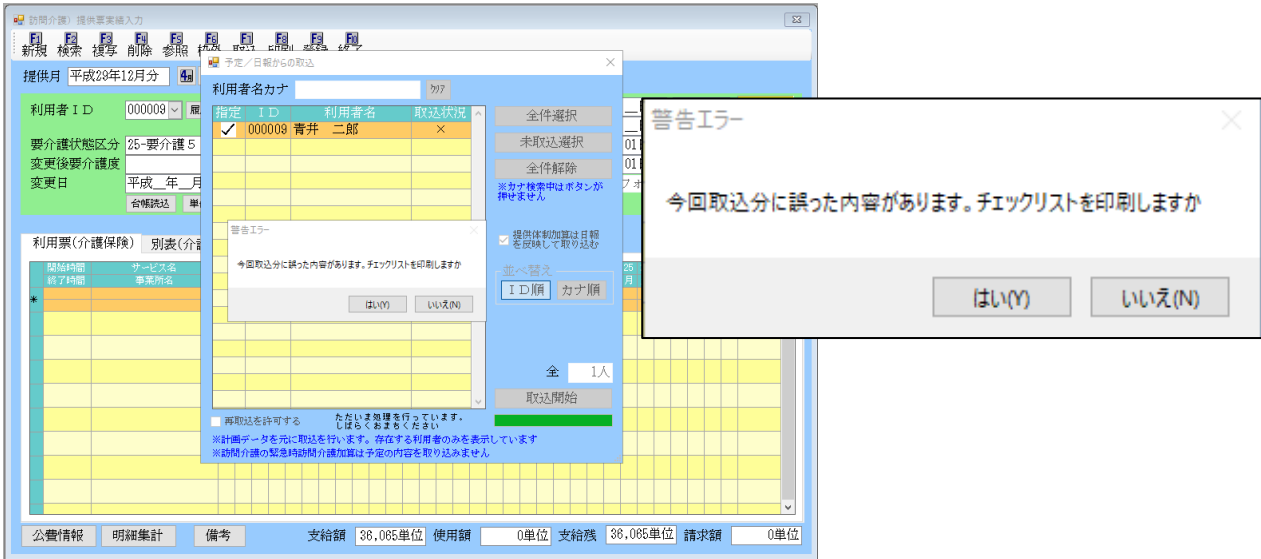 訪問介護)提供票実績入力
F1 F2 F3 F4 F5 F6 F7 F8 F9 F10
新規 検索 複写 削除 参照
提供月 平成29年12月分
利用者ID 000009
要介護状態区分 25-要介護5
変更後要介護度
変更日 平成__年__月
台帳読込
利用票(介護保険) 別表(介
開始時間 サービス名
終了時間 事業所名
*
予定/日報からの取込
利用者名カナ クリア
指定 ID 利用者名 取込状況
000009 青井 二郎 ×
全件選択
未取込選択
全件解除
※カナ検索中はボタンが
押せません
提供体制加算は日報
を反映して取り込む
並べ替え
ID順 カナ順
警告エラー
今回取込分に誤った内容があります。チェックリストを印刷しますか
はい(Y) いいえ(N)
全 1人
取込開始
再取込を許可する
ただいま処理を行っています。
しばらくおまちください
※計画データを元に取込を行います。存在する利用者のみを表示しています
※訪問介護の緊急時訪問介護加算は予定の内容を取り込みません
25
月
公費情報 明細集計 備考 支給額 36,065単位 使用額 0単位 支給残 36,065単位 請求額 0単位
警告エラー
今回取込分に誤った内容があります。チェックリストを印刷しますか
はい(Y) いいえ(N)